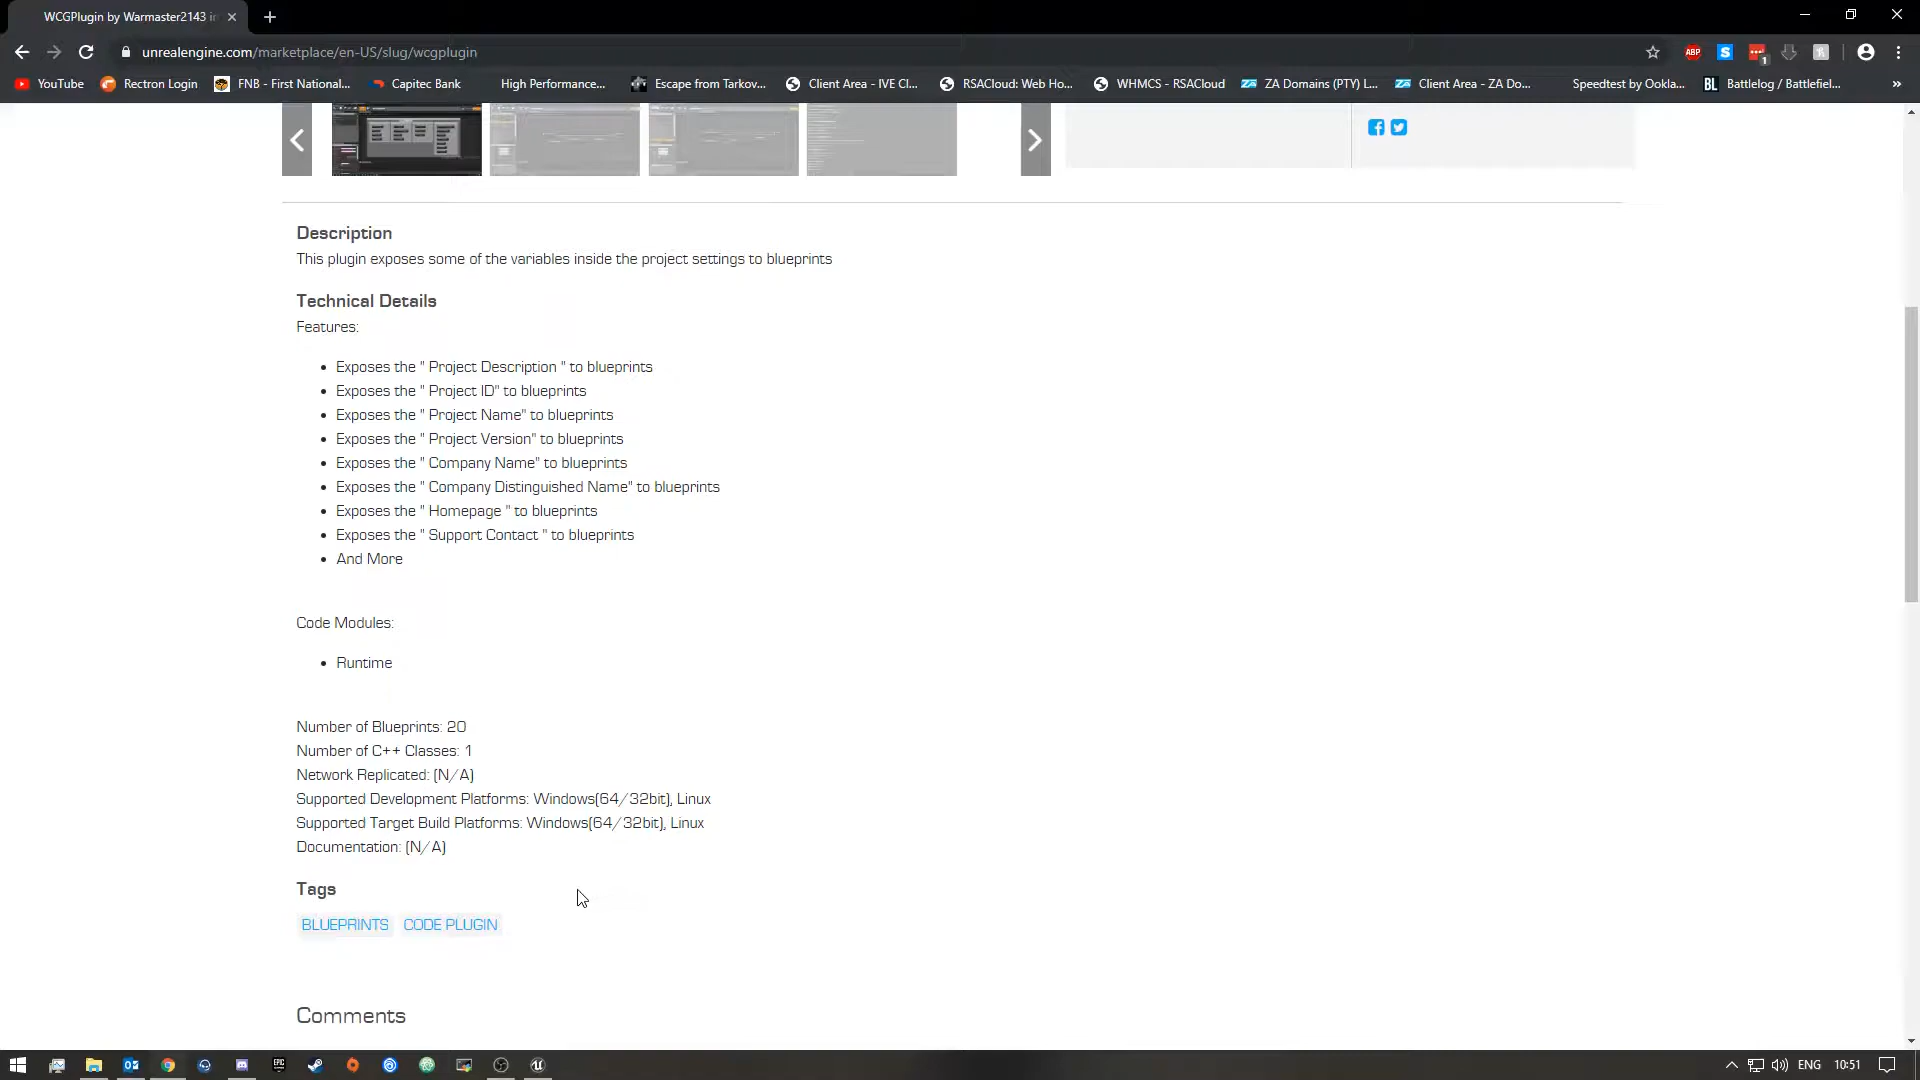 WCGPlugin by Warmaster2143 in
unrealengine.com/marketplace/en-US/slug/wcgplugin
ABP
S
1
YouTube
Rectron Login
FNB - First National...
Capitec Bank
High Performance...
Escape from Tarkov...
Client Area - IVE Cl...
RSACloud: Web Ho...
WHMCS - RSACloud
ZA Domains (PTY) L...
Client Area - ZA Do...
Speedtest by Ookla...
BL
Battlelog / Battlefiel...
»
Description
This plugin exposes some of the variables inside the project settings to blueprints
Technical Details
Features:
• Exposes the " Project Description " to blueprints
• Exposes the " Project ID" to blueprints
• Exposes the " Project Name" to blueprints
• Exposes the " Project Version" to blueprints
• Exposes the " Company Name" to blueprints
• Exposes the " Company Distinguished Name" to blueprints
• Exposes the " Homepage " to blueprints
• Exposes the " Support Contact " to blueprints
• And More
Code Modules:
• Runtime
Number of Blueprints: 20
Number of C++ Classes: 1
Network Replicated: (N/A)
Supported Development Platforms: Windows(64/32bit), Linux
Supported Target Build Platforms: Windows(64/32bit), Linux
Documentation: (N/A)
Tags
BLUEPRINTS CODE PLUGIN
Comments
EPIC
ENG
10:51